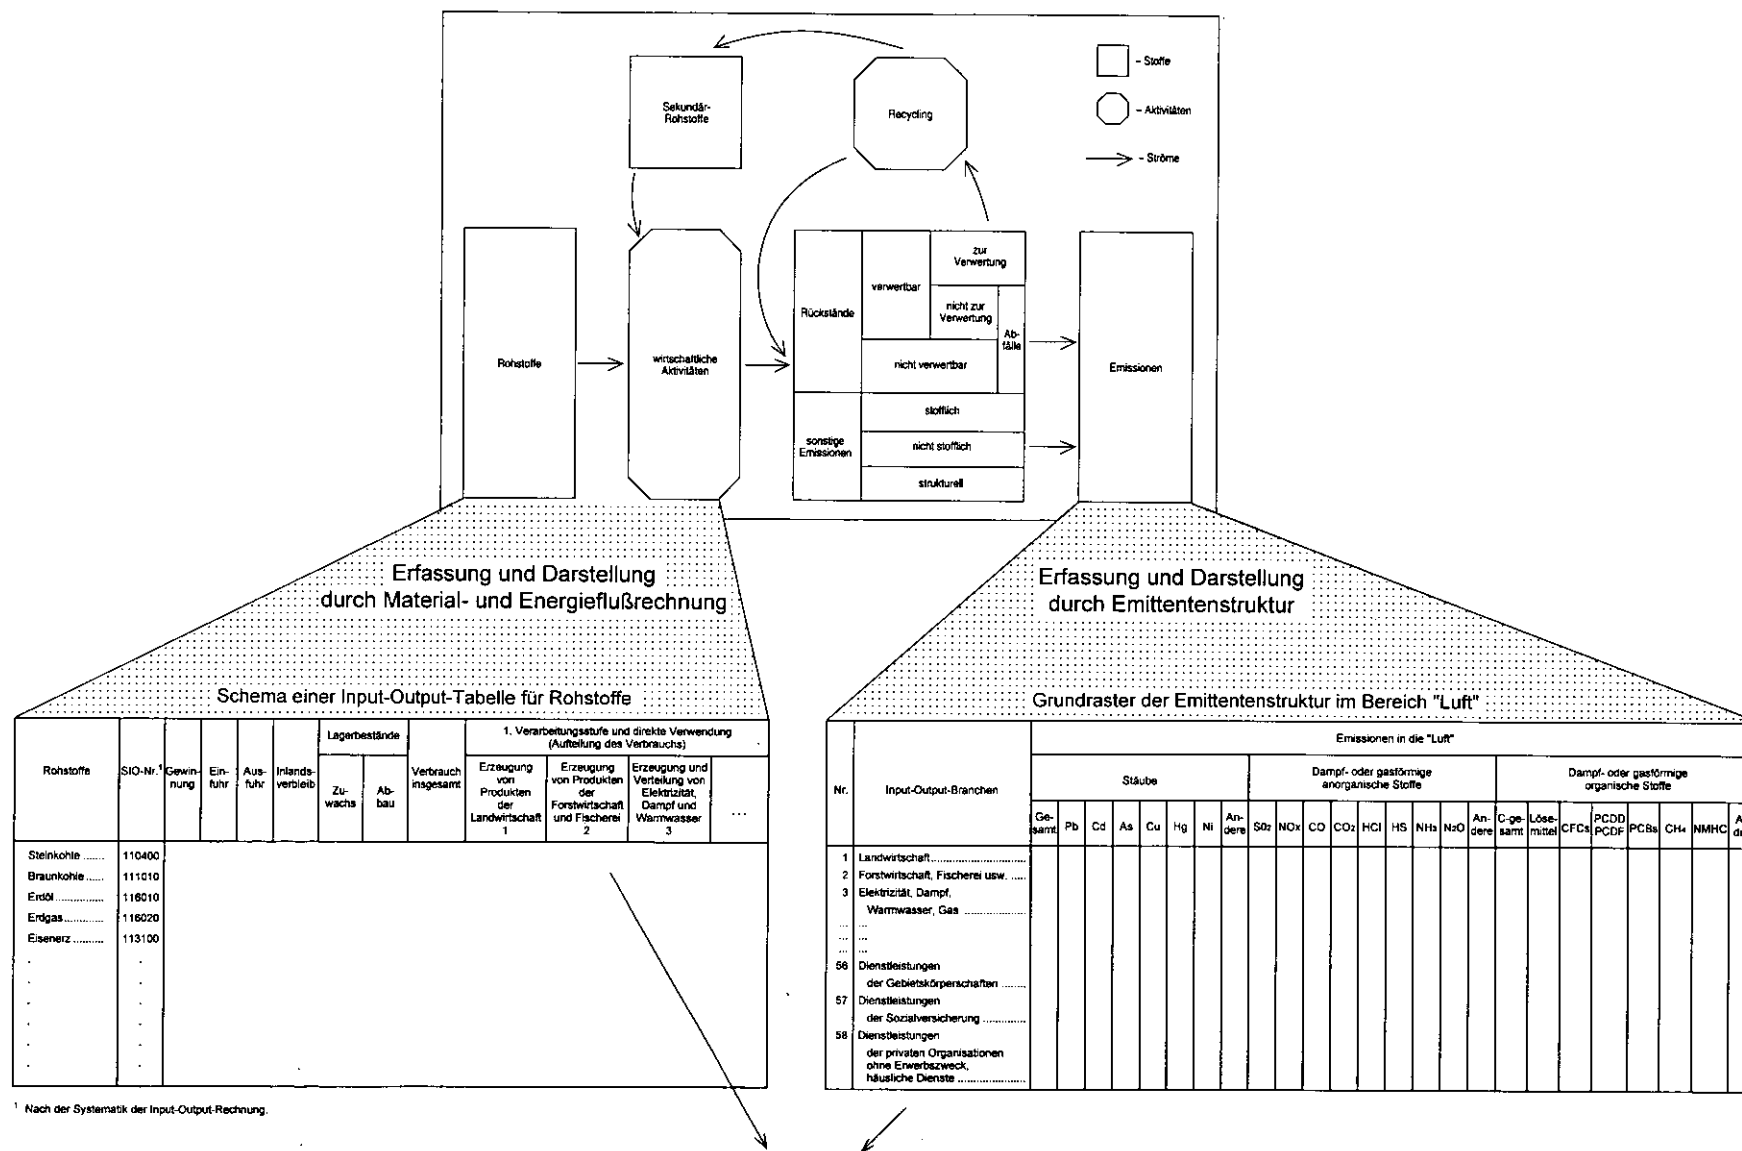 Sekundär-
Rohstoffe
Recycling
– Stoffe
– Aktivitäten
– Ströme
Rohstoffe
wirtschaftliche
Aktivitäten
Rückstände
verwertbar
zur
Verwertung
nicht zur
Verwertung
Ab-
fälle
nicht verwertbar
sonstige
Emissionen
stofflich
nicht stofflich
strukturell
Emissionen
Erfassung und Darstellung
durch Material- und Energieflußrechnung
Schema einer Input-Output-Tabelle für Rohstoffe
Rohstoffe
SIO-Nr.¹
Gewin-
nung
Ein-
fuhr
Aus-
fuhr
Inlands-
verbleib
Lagerbestände
Zu-
wachs
Ab-
bau
Verbrauch
insgesamt
1. Verarbeitungsstufe und direkte Verwendung
(Aufteilung des Verbrauchs)
Erzeugung
von
Produkten
der
Landwirtschaft
1
Erzeugung
von Produkten
der
Forstwirtschaft
und Fischerei
2
Erzeugung und
Verteilung von
Elektrizität,
Dampf und
Warmwasser
3
...
Steinkohle ...... 110400
Braunkohle ..... 111010
Erdöl ............ 116010
Erdgas ........... 116020
Eisenerz ......... 113100
¹ Nach der Systematik der Input-Output-Rechnung.
Erfassung und Darstellung
durch Emittentenstruktur
Grundraster der Emittentenstruktur im Bereich "Luft"
Nr.
Input-Output-Branchen
Emissionen in die "Luft"
Stäube
Dampf- oder gasförmige
anorganische Stoffe
Dampf- oder gasförmige
organische Stoffe
Ge-
samt
Pb
Cd
As
Cu
Hg
Ni
An-
dere
SO₂
NOx
CO
CO₂
HCl
HS
NH₃
N₂O
An-
dere
C-ge-
samt
Löse-
mittel
CFCs
PCDD
PCDF
PCBs
CH₄
NMHC
1 Landwirtschaft ......................
2 Forstwirtschaft, Fischerei usw. .....
3 Elektrizität, Dampf,
Warmwasser, Gas ...............
... ...
... ...
... ...
56 Dienstleistungen
der Gebietskörperschaften .......
57 Dienstleistungen
der Sozialversicherung ...........
58 Dienstleistungen
der privaten Organisationen
ohne Erwerbszweck,
häusliche Dienste .................